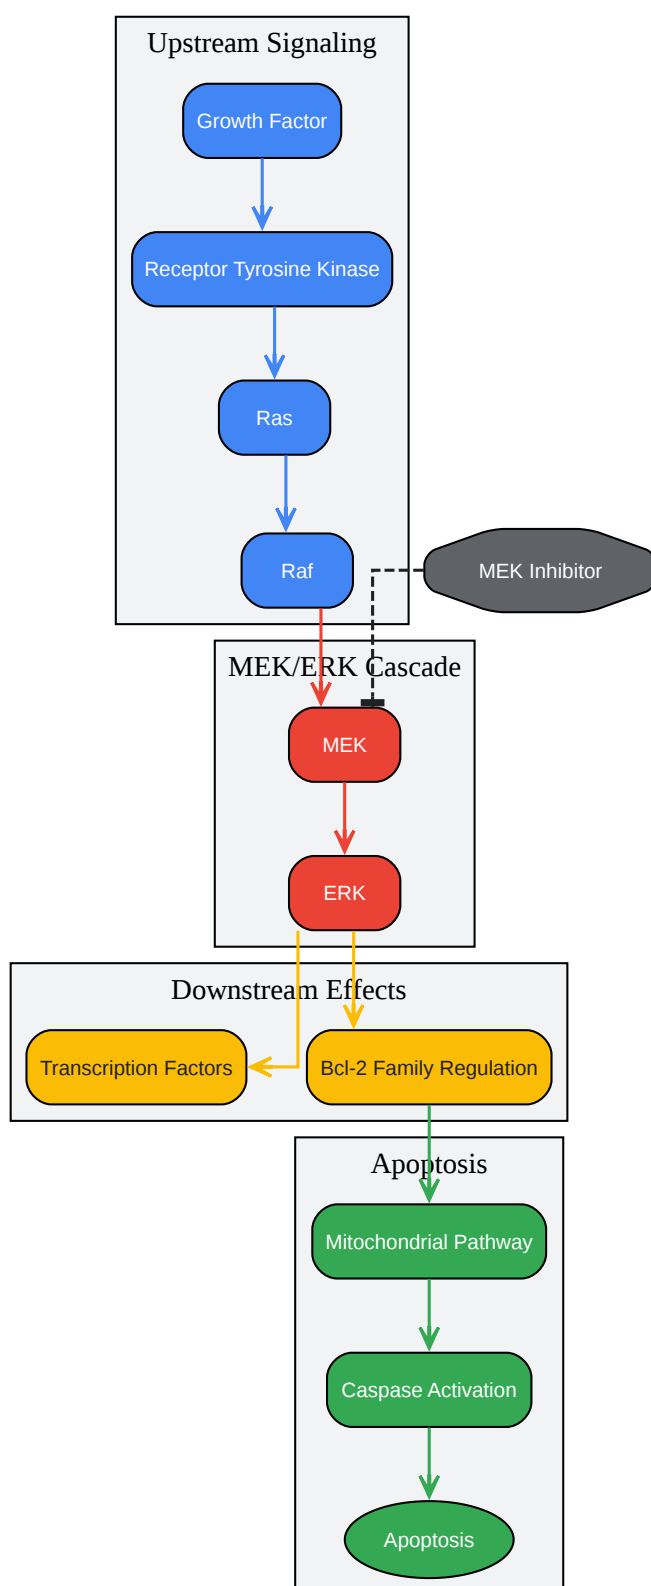 Upstream Signaling
Growth Factor
Receptor Tyrosine Kinase
Ras
Raf
MEK Inhibitor
MEK/ERK Cascade
MEK
ERK
Downstream Effects
Transcription Factors
Bcl-2 Family Regulation
Apoptosis
Mitochondrial Pathway
Caspase Activation
Apoptosis